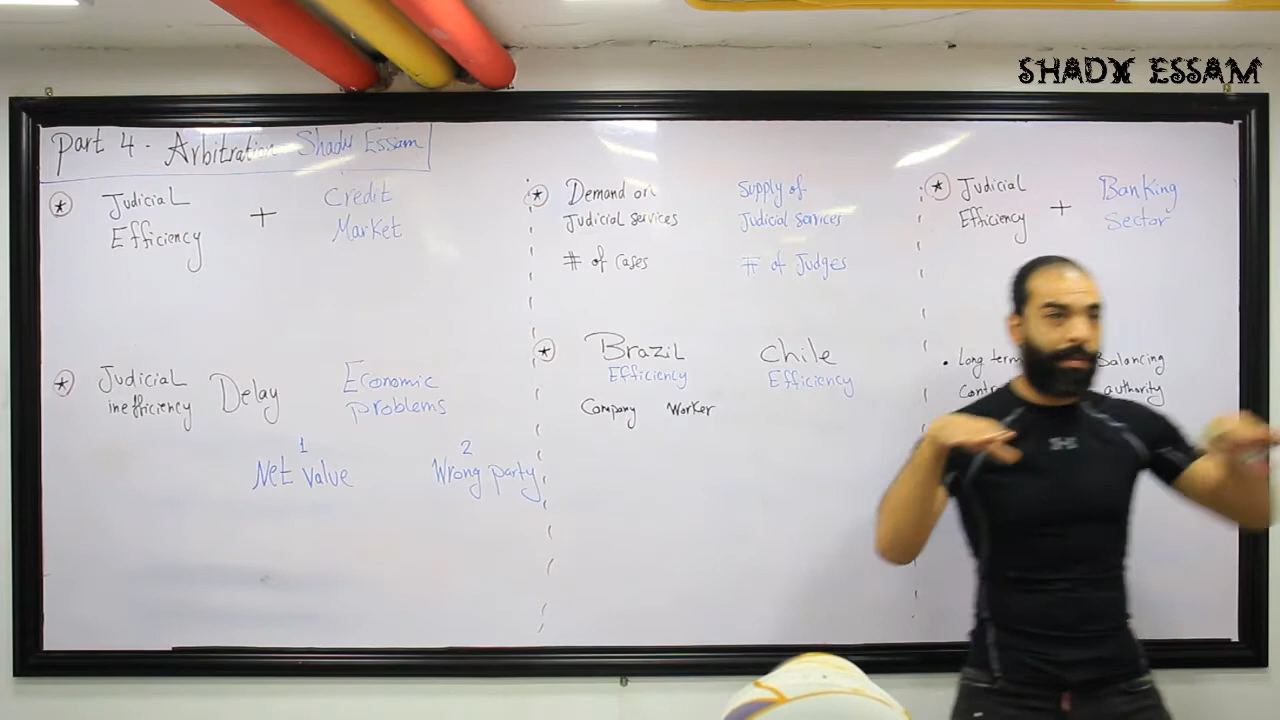 SHADY ESSAM
Part 4 - Arbitration Shady Essam
Judicial Efficiency + Credit Market
Judicial inefficiency Delay Economic problems
1 Net value
2 Wrong party
Demand on Judicial services
# of cases
Supply of Judicial services
# of Judges
Brazil Efficiency
Company Worker
Chile Efficiency
Judicial Efficiency + Banking Sector
Long term
Balancing authority